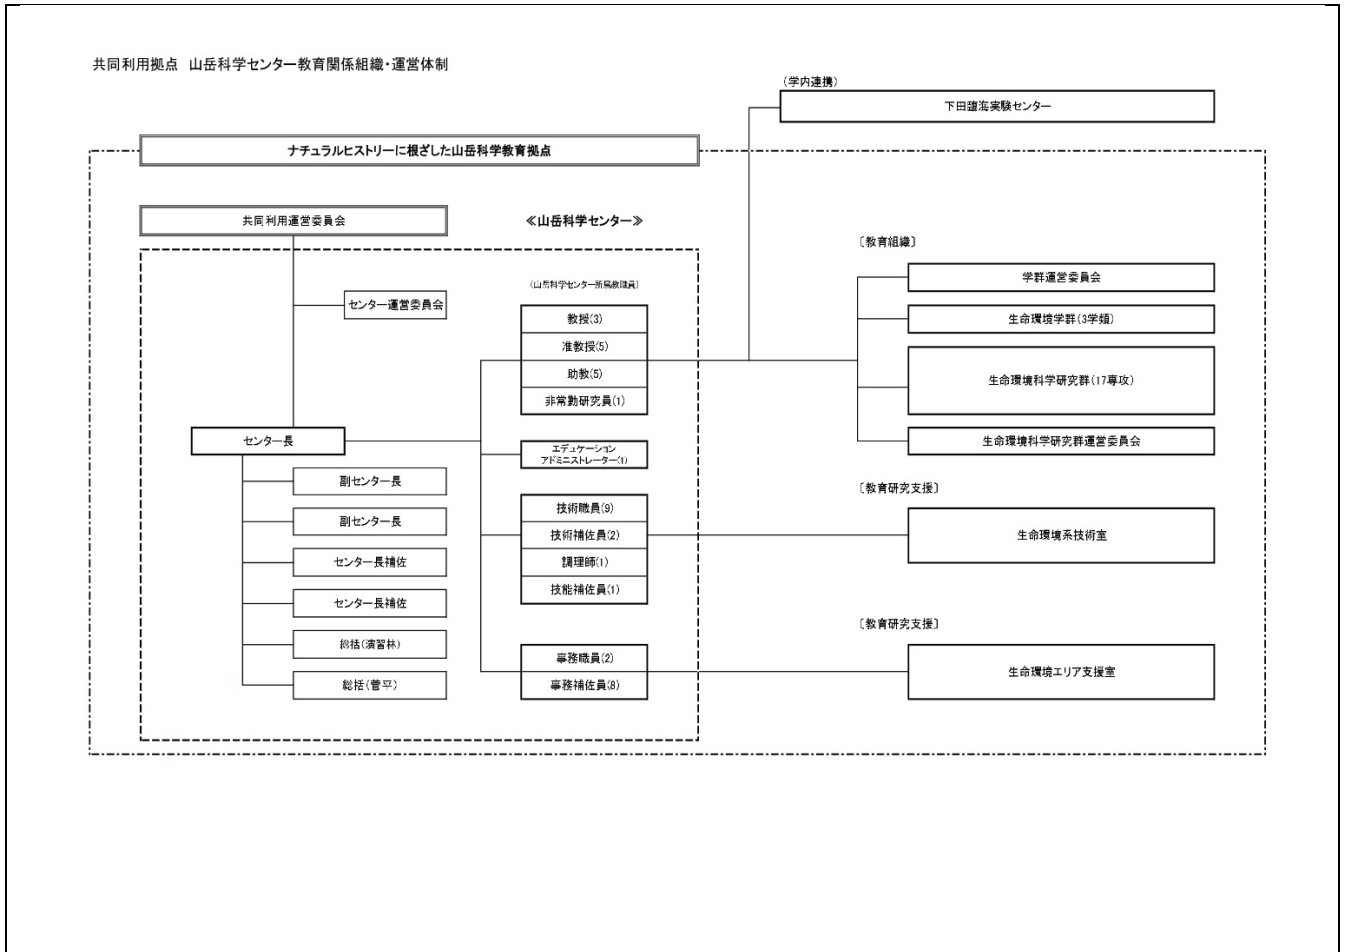 共同利用拠点　山岳科学センター教育関係組織・運営体制
(学内連携)
下田臨海実験センター
ナチュラルヒストリーに根ざした山岳科学教育拠点
共同利用運営委員会
≪山岳科学センター≫
センター運営委員会
(山岳科学センター所属教職員)
教授(3)
准教授(5)
助教(5)
非常勤研究員(1)
センター長
副センター長
副センター長
センター長補佐
センター長補佐
総括(演習林)
総括(菅平)
エデュケーション
アドミニストレーター(1)
技術職員(9)
技術補佐員(2)
調理師(1)
技能補佐員(1)
事務職員(2)
事務補佐員(8)
〔教育組織〕
学群運営委員会
生命環境学群(3学類)
生命環境科学研究群(17専攻)
生命環境科学研究群運営委員会
〔教育研究支援〕
生命環境系技術室
〔教育研究支援〕
生命環境エリア支援室